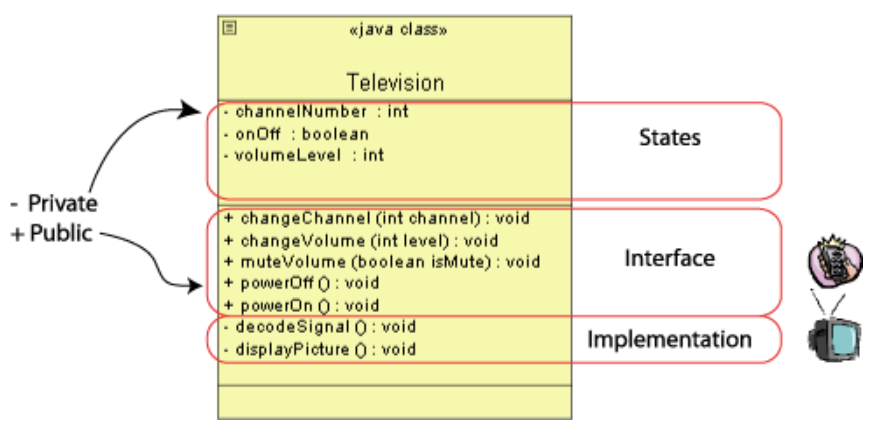 «java class»
Television
- channelNumber : int
- onOff : boolean
- volumeLevel : int
States
- Private
+ Public
+ changeChannel (int channel) : void
+ changeVolume (int level) : void
+ muteVolume (boolean isMute) : void
+ powerOff () : void
+ powerOn () : void
Interface
- decodeSignal () : void
- displayPicture () : void
Implementation